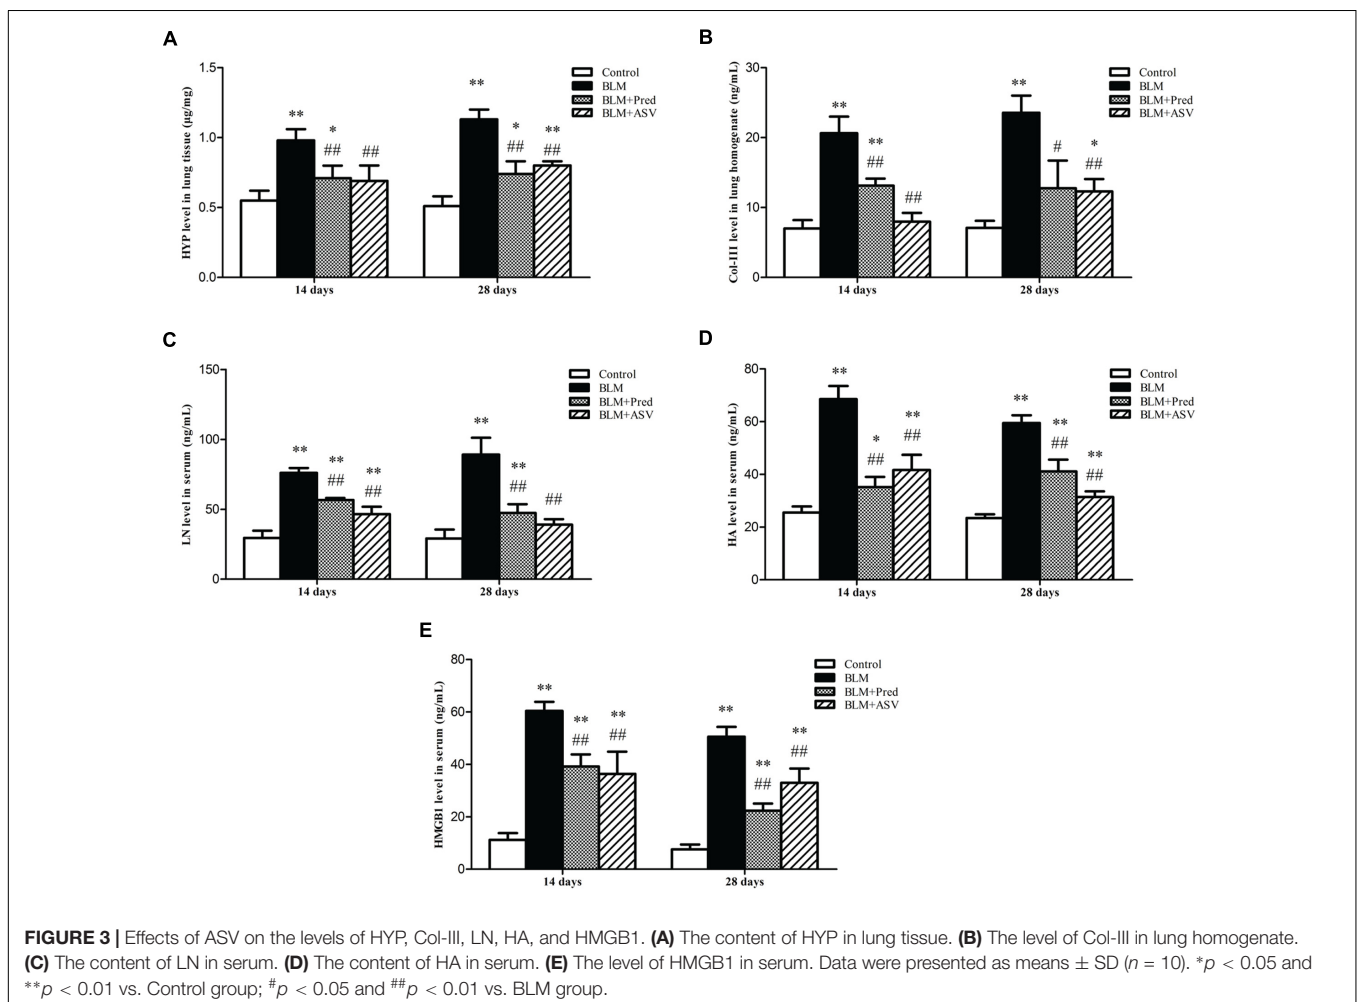 A
HYP level in lung tissue (μg/mg)
1.5
1.0
0.5
0.0
** * ## ##
** * ## ** ##
14 days
28 days
Control
BLM
BLM+Pred
BLM+ASV
B
Col-III level in lung homogenate (ng/mL)
30
20
10
0
** ** ## ##
** # * ##
14 days
28 days
Control
BLM
BLM+Pred
BLM+ASV
C
LN level in serum (ng/mL)
150
100
50
0
** ** ## ** ##
** ** ## ##
14 days
28 days
Control
BLM
BLM+Pred
BLM+ASV
D
HA level in serum (ng/mL)
80
60
40
20
0
** * ## ** ##
** ** ## ** ##
14 days
28 days
Control
BLM
BLM+Pred
BLM+ASV
E
HMGB1 level in serum (ng/mL)
80
60
40
20
0
** ** ## ** ##
** ** ## ** ##
14 days
28 days
Control
BLM
BLM+Pred
BLM+ASV
FIGURE 3 | Effects of ASV on the levels of HYP, Col-III, LN, HA, and HMGB1. (A) The content of HYP in lung tissue. (B) The level of Col-III in lung homogenate.
(C) The content of LN in serum. (D) The content of HA in serum. (E) The level of HMGB1 in serum. Data were presented as means ± SD (n = 10). *p < 0.05 and
**p < 0.01 vs. Control group; #p < 0.05 and ##p < 0.01 vs. BLM group.